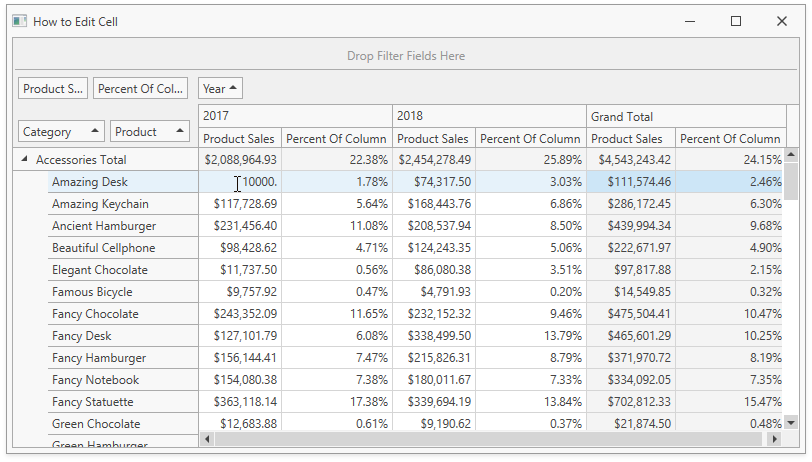 How to Edit Cell
Drop Filter Fields Here
Product S... Percent Of Col... Year
2017 2018 Grand Total
Category Product Product Sales Percent Of Column Product Sales Percent Of Column Product Sales Percent Of Column
Accessories Total $2,088,964.93 22.38% $2,454,278.49 25.89% $4,543,243.42 24.15%
Amazing Desk 10000. 1.78% $74,317.50 3.03% $111,574.46 2.46%
Amazing Keychain $117,728.69 5.64% $168,443.76 6.86% $286,172.45 6.30%
Ancient Hamburger $231,456.40 11.08% $208,537.94 8.50% $439,994.34 9.68%
Beautiful Cellphone $98,428.62 4.71% $124,243.35 5.06% $222,671.97 4.90%
Elegant Chocolate $11,737.50 0.56% $86,080.38 3.51% $97,817.88 2.15%
Famous Bicycle $9,757.92 0.47% $4,791.93 0.20% $14,549.85 0.32%
Fancy Chocolate $243,352.09 11.65% $232,152.32 9.46% $475,504.41 10.47%
Fancy Desk $127,101.79 6.08% $338,499.50 13.79% $465,601.29 10.25%
Fancy Hamburger $156,144.41 7.47% $215,826.31 8.79% $371,970.72 8.19%
Fancy Notebook $154,080.38 7.38% $180,011.67 7.33% $334,092.05 7.35%
Fancy Statuette $363,118.14 17.38% $339,694.19 13.84% $702,812.33 15.47%
Green Chocolate $12,683.88 0.61% $9,190.62 0.37% $21,874.50 0.48%
Green Hamburger